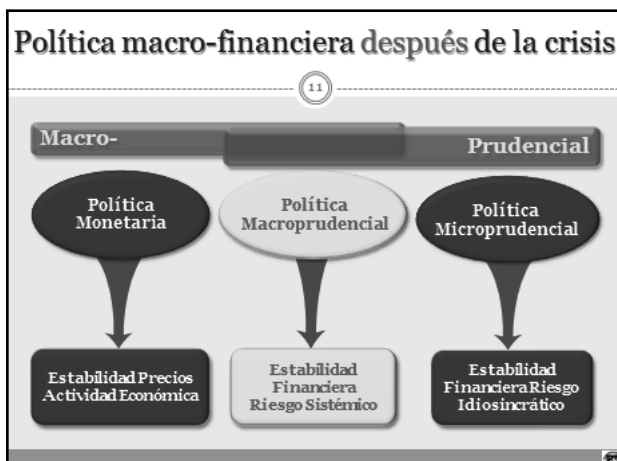 Política macro-financiera después de la crisis
11
Macro-
Prudencial
Política
Monetaria
Política
Macroprudencial
Política
Microprudencial
Estabilidad Precios
Actividad Económica
Estabilidad
Financiera
Riesgo Sistémico
Estabilidad
Financiera Riesgo
Idiosincrático